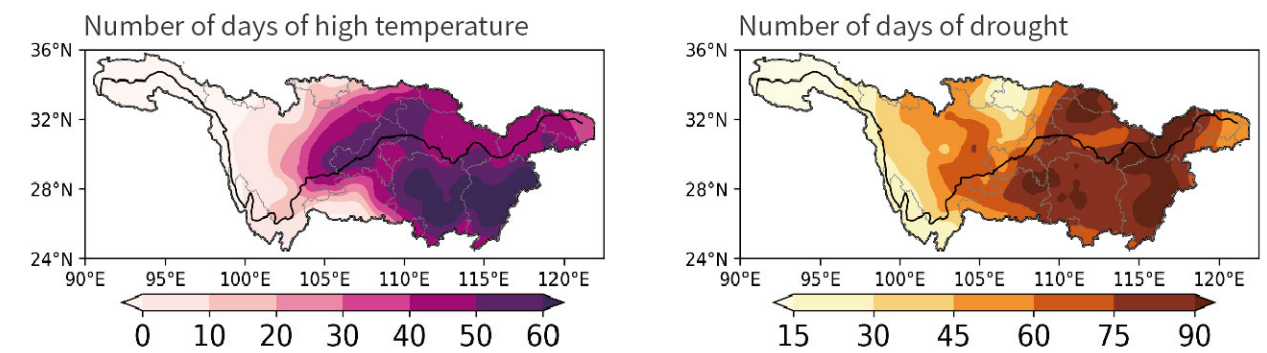 Number of days of high temperature
36°N
32°N
28°N
24°N
90°E 95°E 100°E 105°E 110°E 115°E 120°E
0 10 20 30 40 50 60
Number of days of drought
36°N
32°N
28°N
24°N
90°E 95°E 100°E 105°E 110°E 115°E 120°E
15 30 45 60 75 90